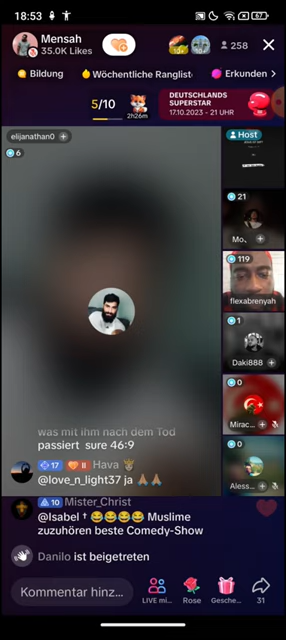 18:53
67
Mensah
35.0K Likes
258
Bildung
Wöchentliche Ranglist
Erkunden
5/10
2h26m
DEUTSCHLANDS
SUPERSTAR
17.10.2023 - 21 UHR
elijanathan0
6
Host
21
Mo.
119
flexabrenyah
1
Daki888
0
Mirac...
0
Aless...
was mit ihm nach dem Tod
passiert sure 46:9
17 II Hava
@love_n_light37 ja 🙏🏽🙏🏽
10 Mister_Christ
@Isabel † 😂😂😂😂 Muslime
zuzuhören beste Comedy-Show
Danilo ist beigetreten
Kommentar hinz...
LIVE mi...
Rose
Gesche...
31